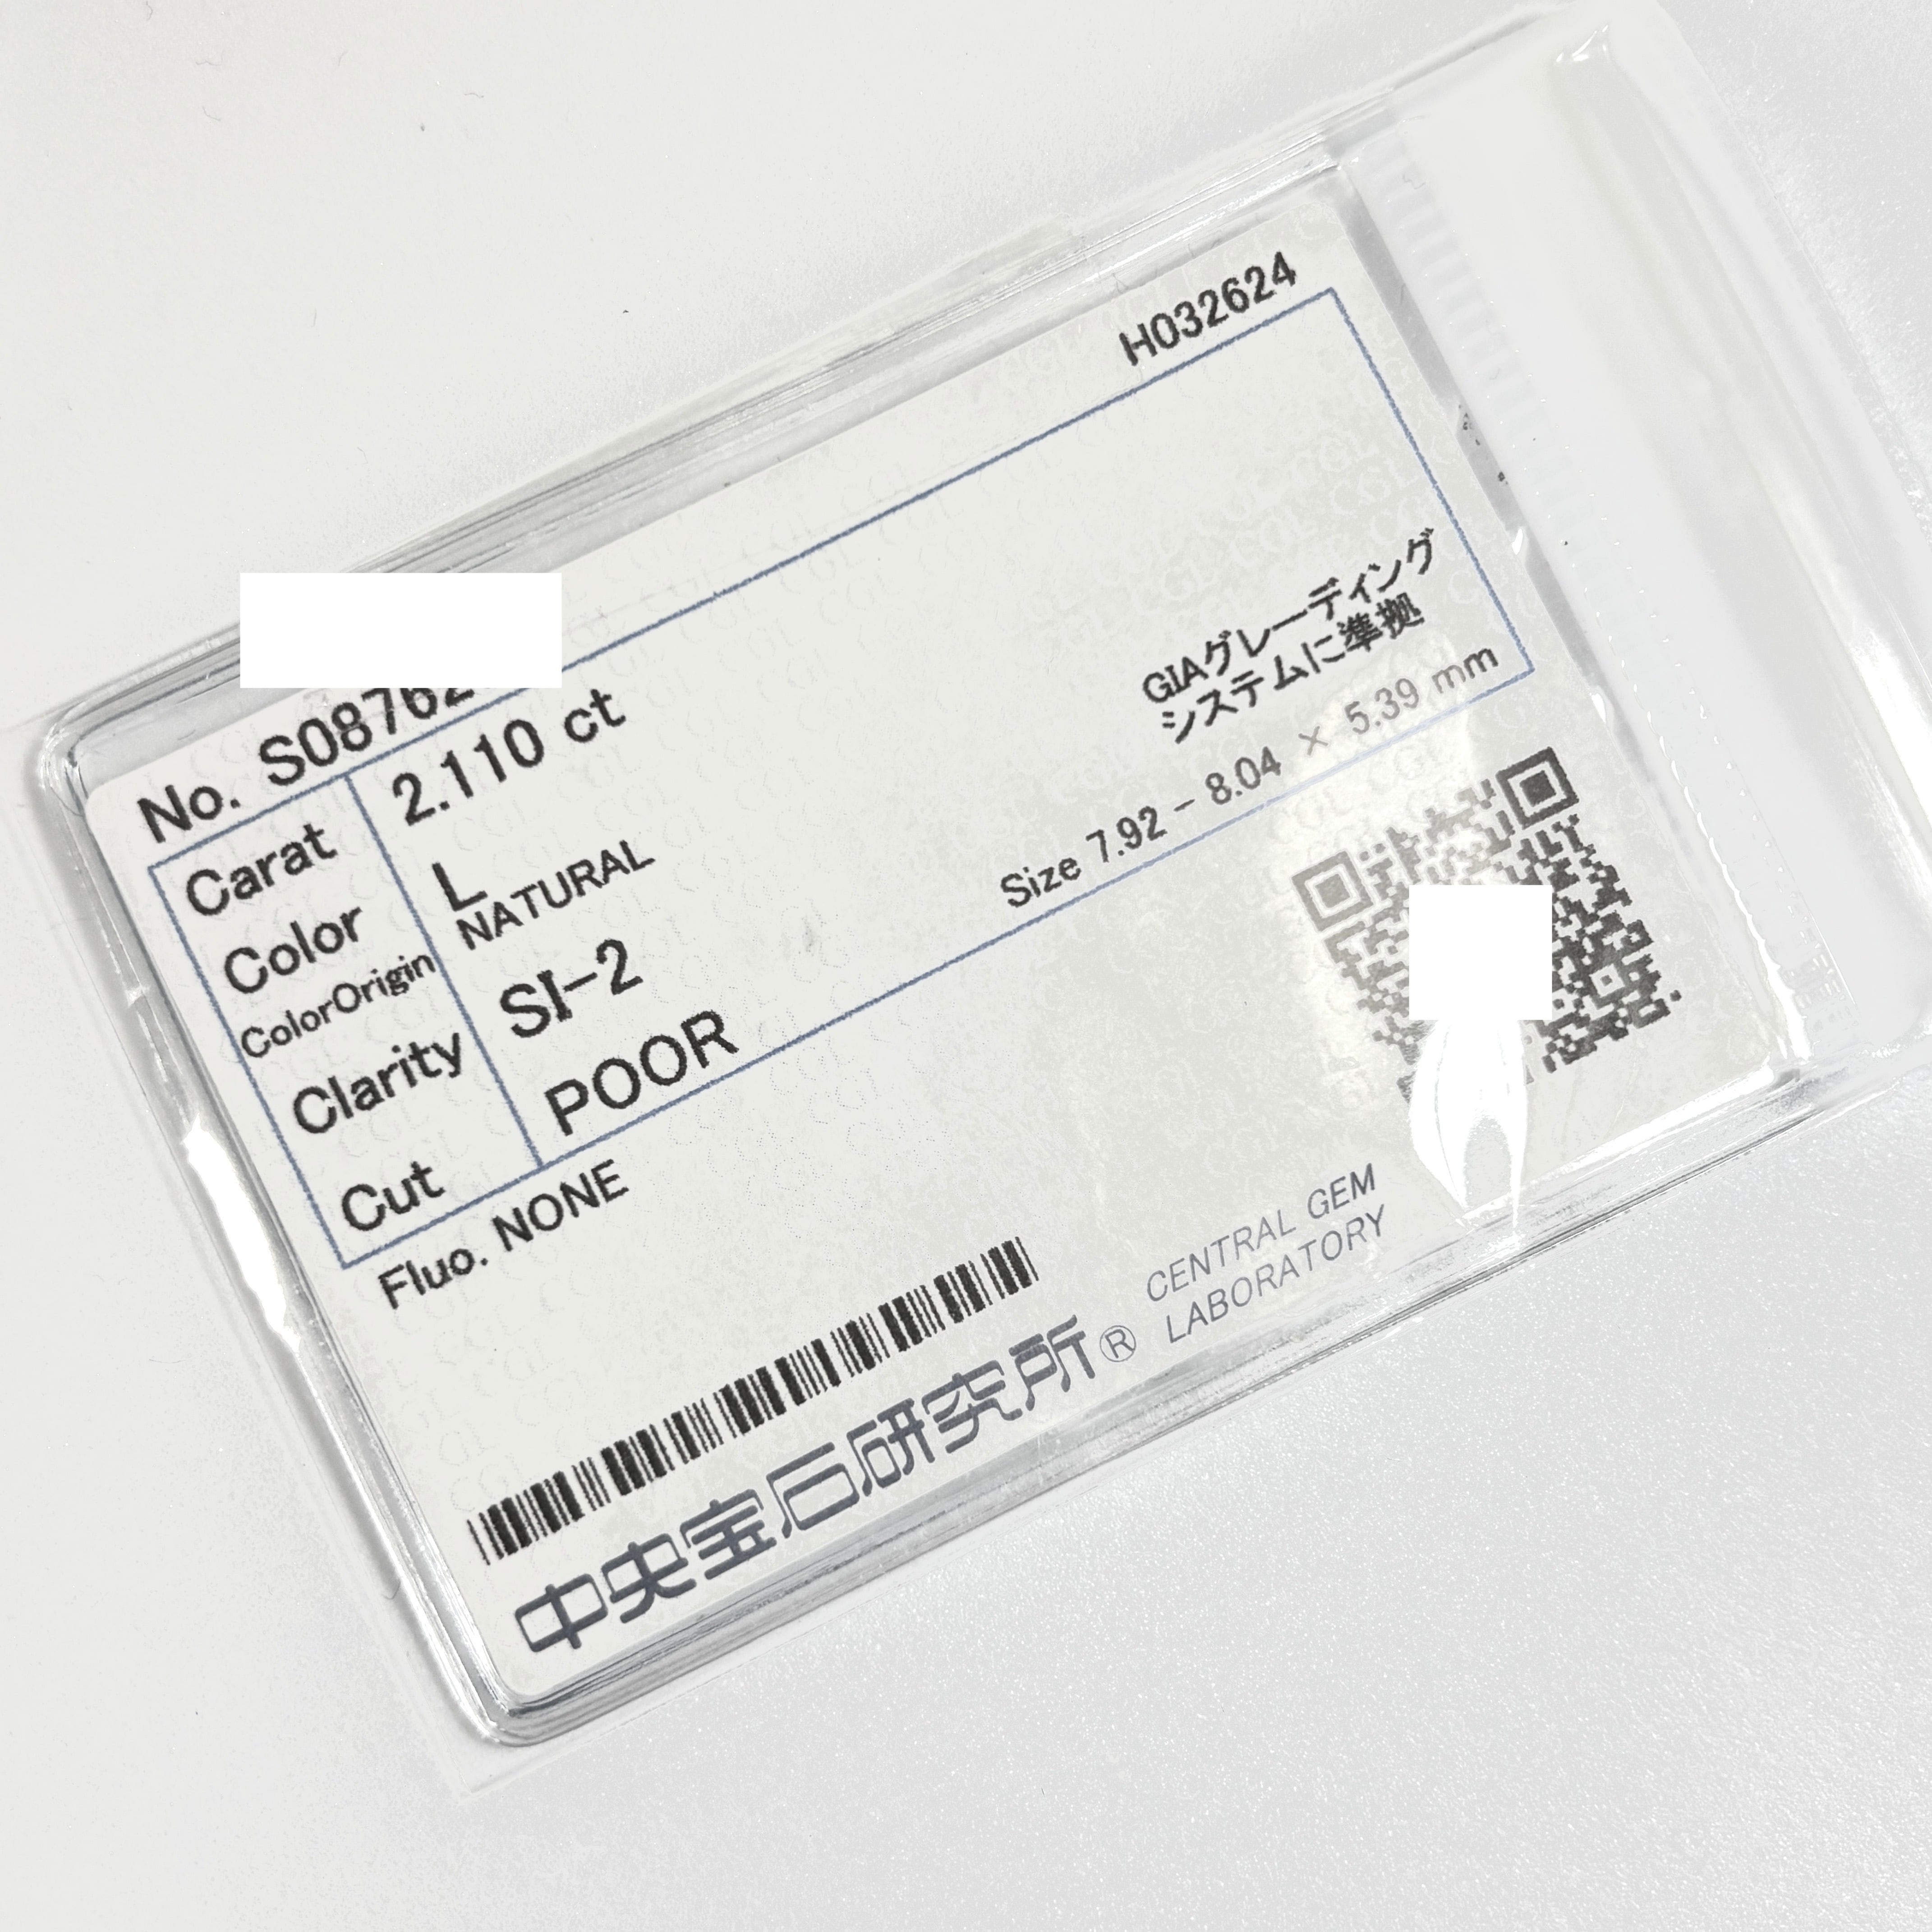 H032624
No. S08762
Carat 2.110 ct
Color L
ColorOrigin NATURAL
Clarity SI-2
Cut POOR
GIAグレーディング
システムに準拠
Size 7.92 - 8.04 × 5.39 mm
Fluo. NONE
中央宝石研究所®
CENTRAL GEM
LABORATORY